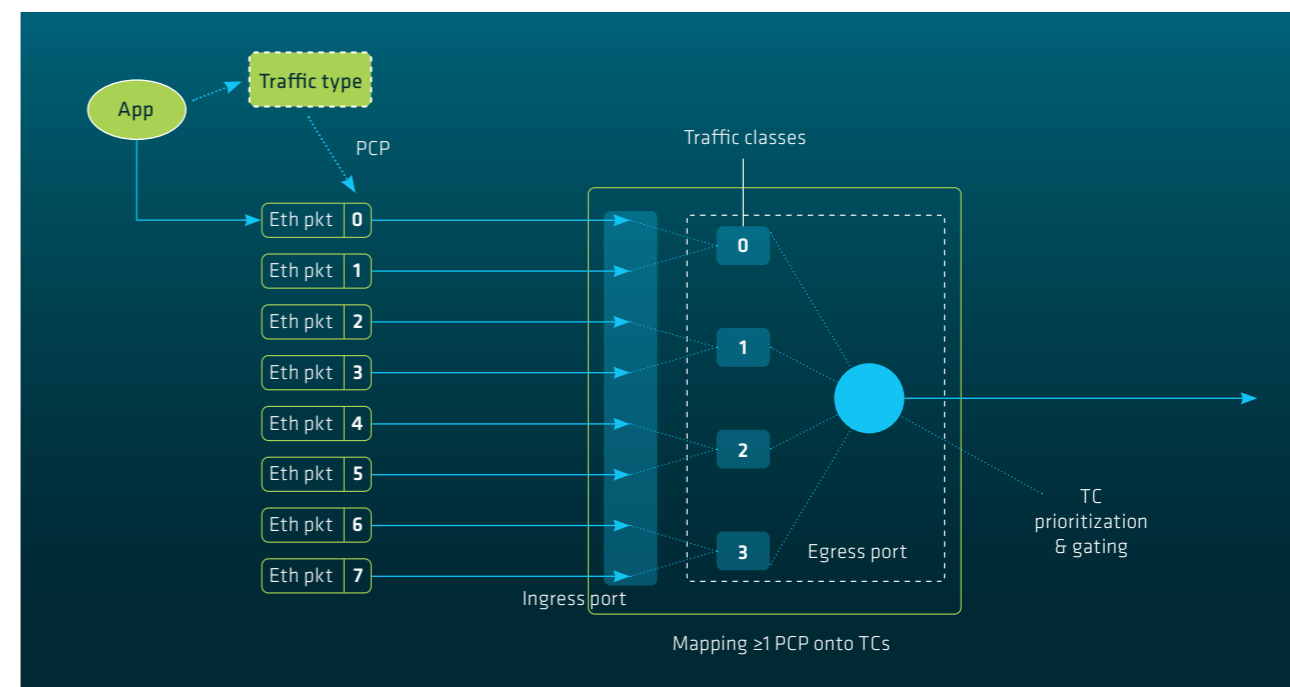 Traffic type
App
PCP
Traffic classes
Eth pkt 0
Eth pkt 1
Eth pkt 2
Eth pkt 3
Eth pkt 4
Eth pkt 5
Eth pkt 6
Eth pkt 7
0
1
2
3
Egress port
Ingress port
TC
prioritization
& gating
Mapping ≥1 PCP onto TCs